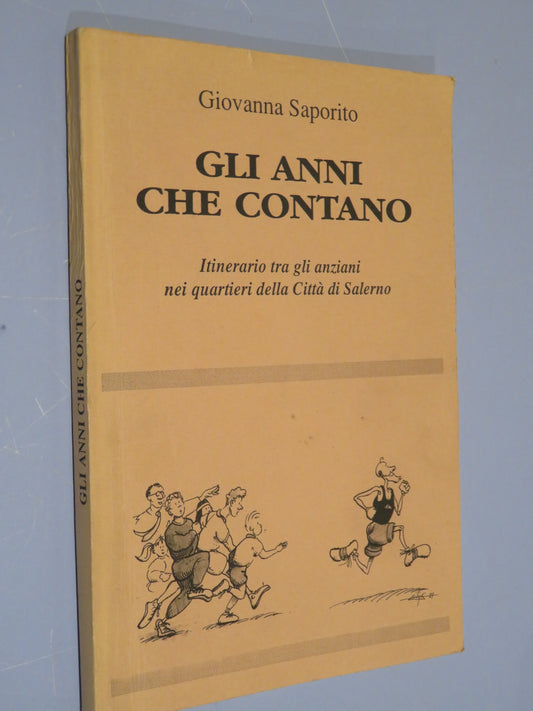 Giovanna Saporito
GLI ANNI
CHE CONTANO
Itinerario tra gli anziani
nei quartieri della Città di Salerno
GLI ANNI CHE CONTANO